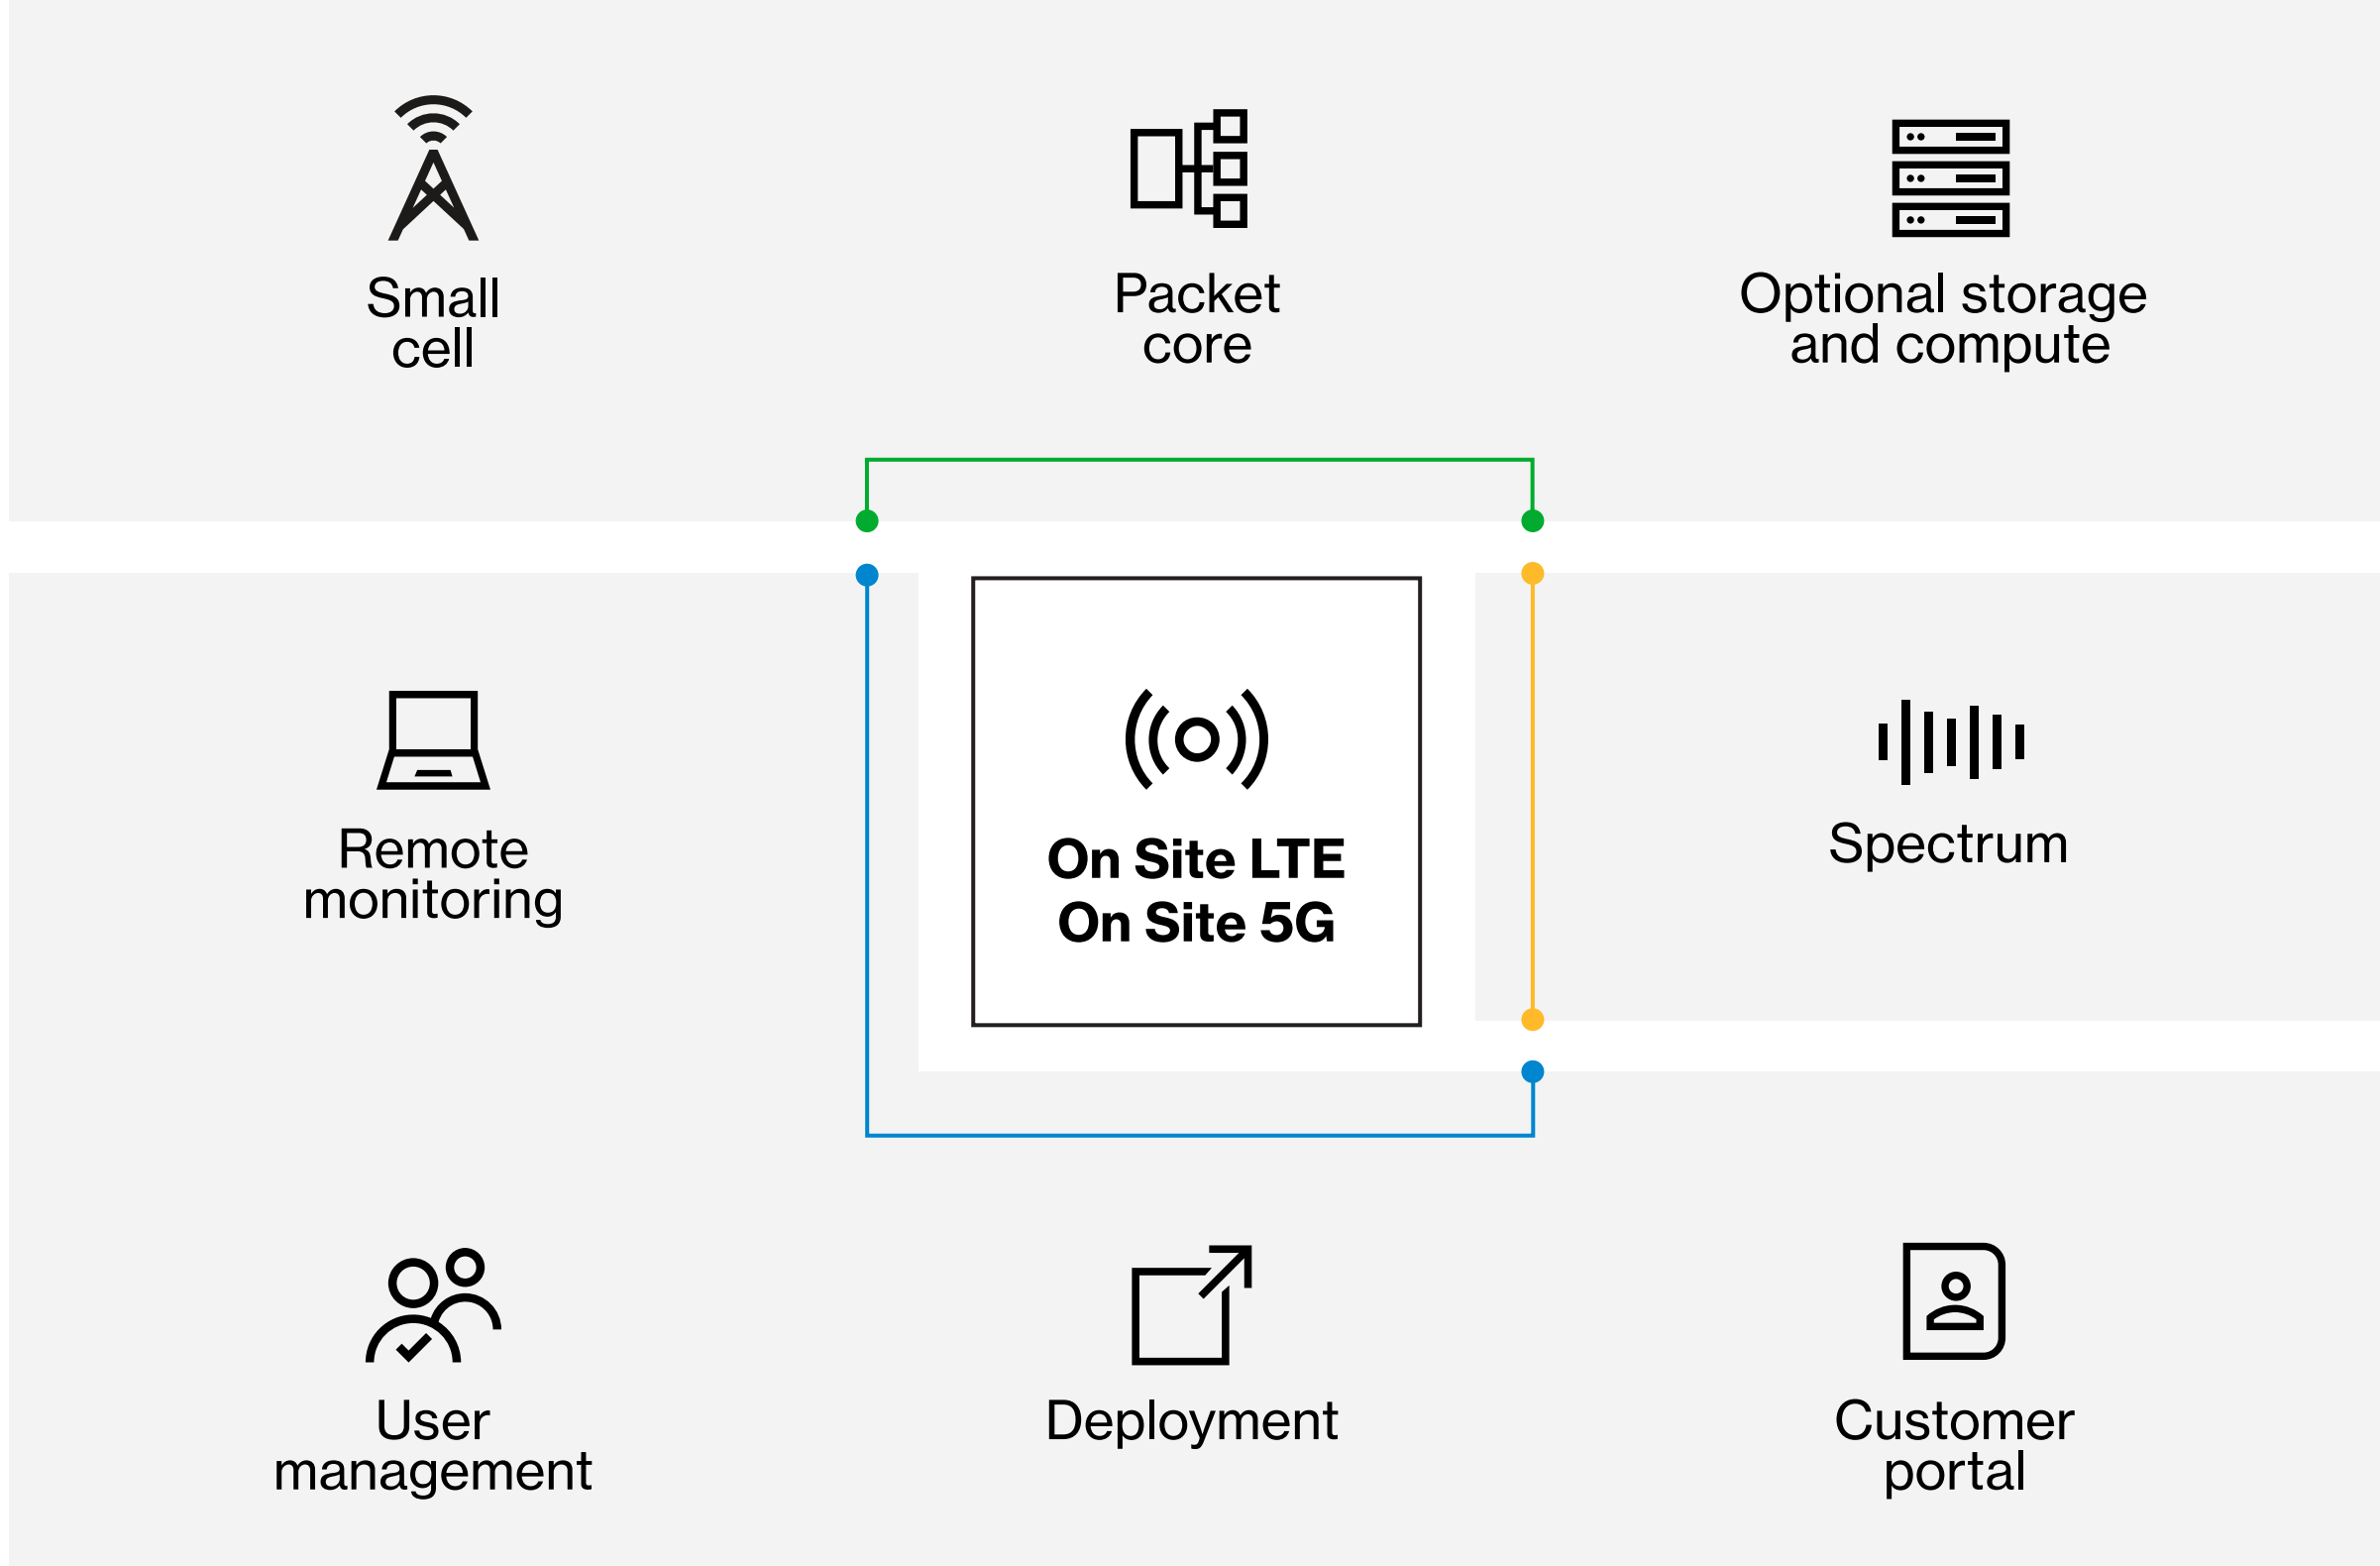 Small
cell
Packet
core
Optional storage
and compute
Remote
monitoring
On Site LTE
On Site 5G
Spectrum
User
management
Deployment
Customer
portal